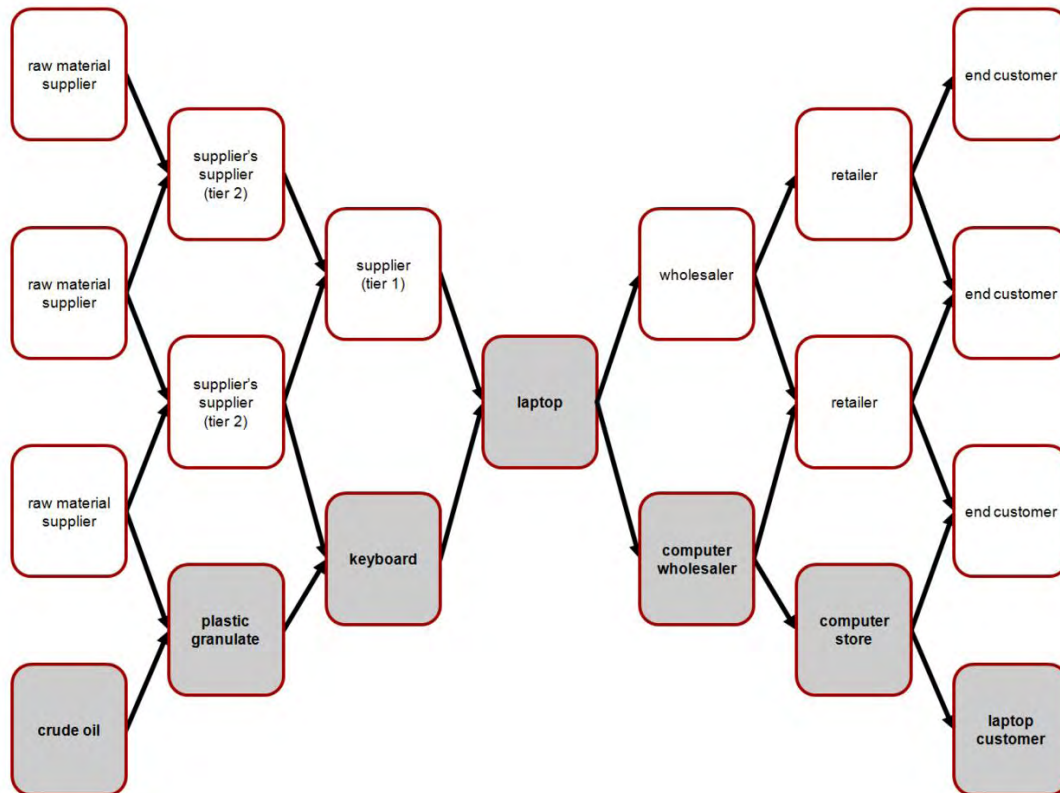 raw material
supplier
raw material
supplier
raw material
supplier
crude oil
supplier's
supplier
(tier 2)
supplier's
supplier
(tier 2)
plastic
granulate
supplier
(tier 1)
keyboard
laptop
wholesaler
computer
wholesaler
retailer
retailer
computer
store
end customer
end customer
end customer
laptop
customer